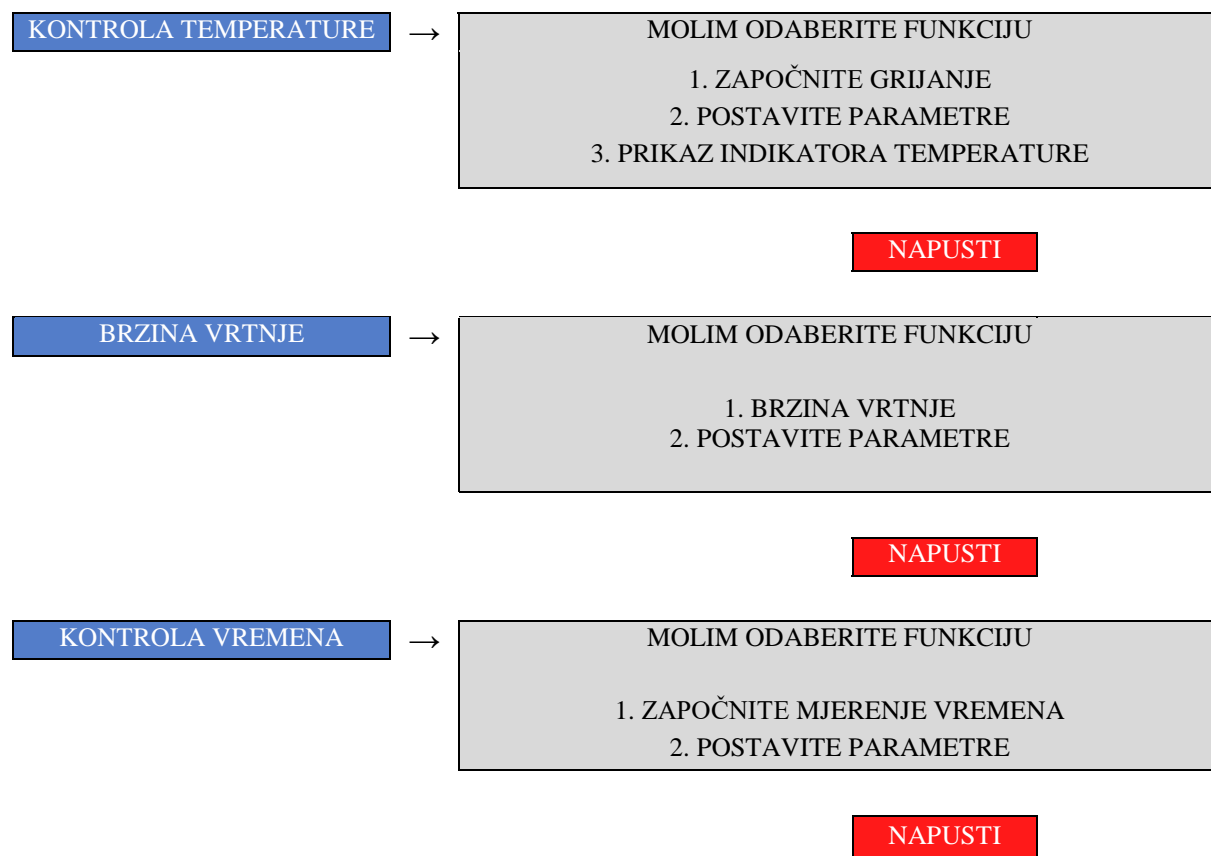 KONTROLA TEMPERATURE → MOLIM ODABERITE FUNKCIJU
1. ZAPOČNITE GRIJANJE
2. POSTAVITE PARAMETRE
3. PRIKAZ INDIKATORA TEMPERATURE
NAPUSTI
BRZINA VRTNJE → MOLIM ODABERITE FUNKCIJU
1. BRZINA VRTNJE
2. POSTAVITE PARAMETRE
NAPUSTI
KONTROLA VREMENA → MOLIM ODABERITE FUNKCIJU
1. ZAPOČNITE MJERENJE VREMENA
2. POSTAVITE PARAMETRE
NAPUSTI